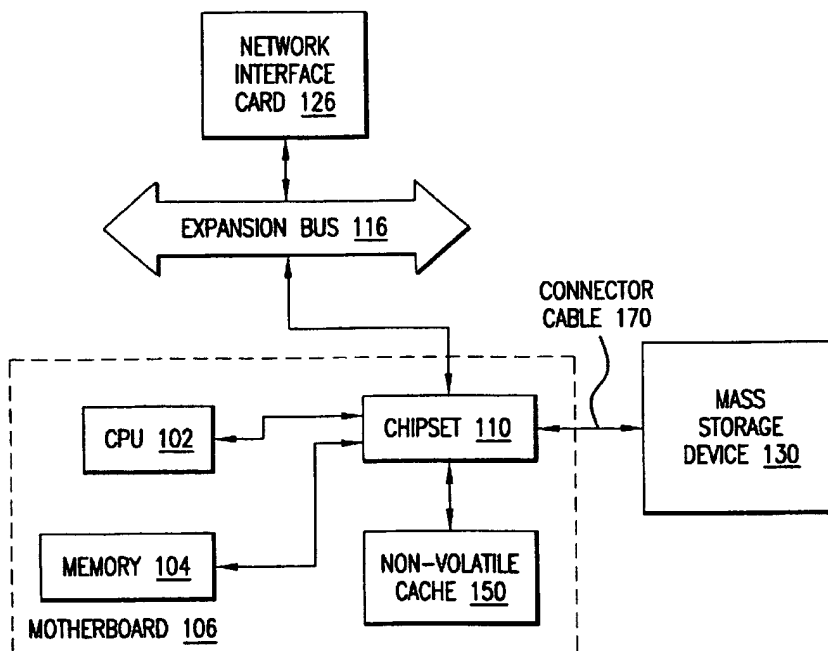 NETWORK
INTERFACE
CARD 126
EXPANSION BUS 116
CONNECTOR
CABLE 170
MASS
STORAGE
DEVICE 130
CPU 102
CHIPSET 110
MEMORY 104
NON-VOLATILE
CACHE 150
MOTHERBOARD 106